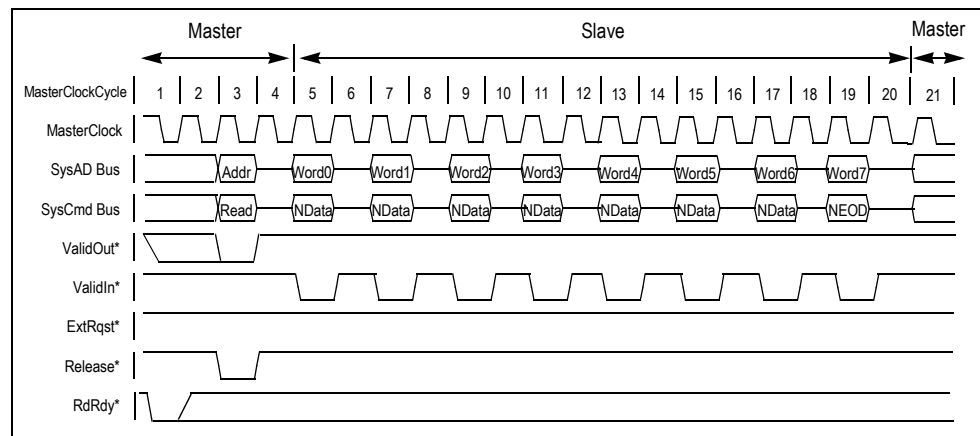 Master Slave Master
MasterClockCycle 1 2 3 4 5 6 7 8 9 10 11 12 13 14 15 16 17 18 19 20 21
MasterClock
SysAD Bus Addr Word0 Word1 Word2 Word3 Word4 Word5 Word6 Word7
SysCmd Bus Read NData NData NData NData NData NData NData NEOD
ValidOut*
ValidIn*
ExtRqst*
Release*
RdRdy*